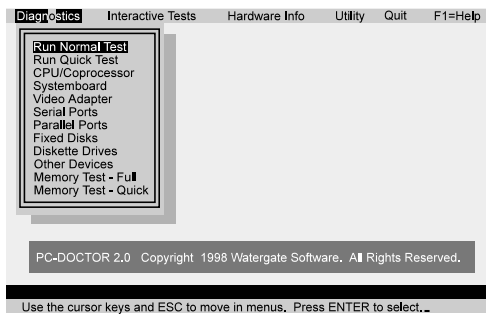 Diagnostics Interactive Tests Hardware Info Utility Quit F1=Help
Run Normal Test
Run Quick Test
CPU/Coprocessor
Systemboard
Video Adapter
Serial Ports
Parallel Ports
Fixed Disks
Diskette Drives
Other Devices
Memory Test - Full
Memory Test - Quick
PC-DOCTOR 2.0 Copyright 1998 Watergate Software. All Rights Reserved.
Use the cursor keys and ESC to move in menus. Press ENTER to select._